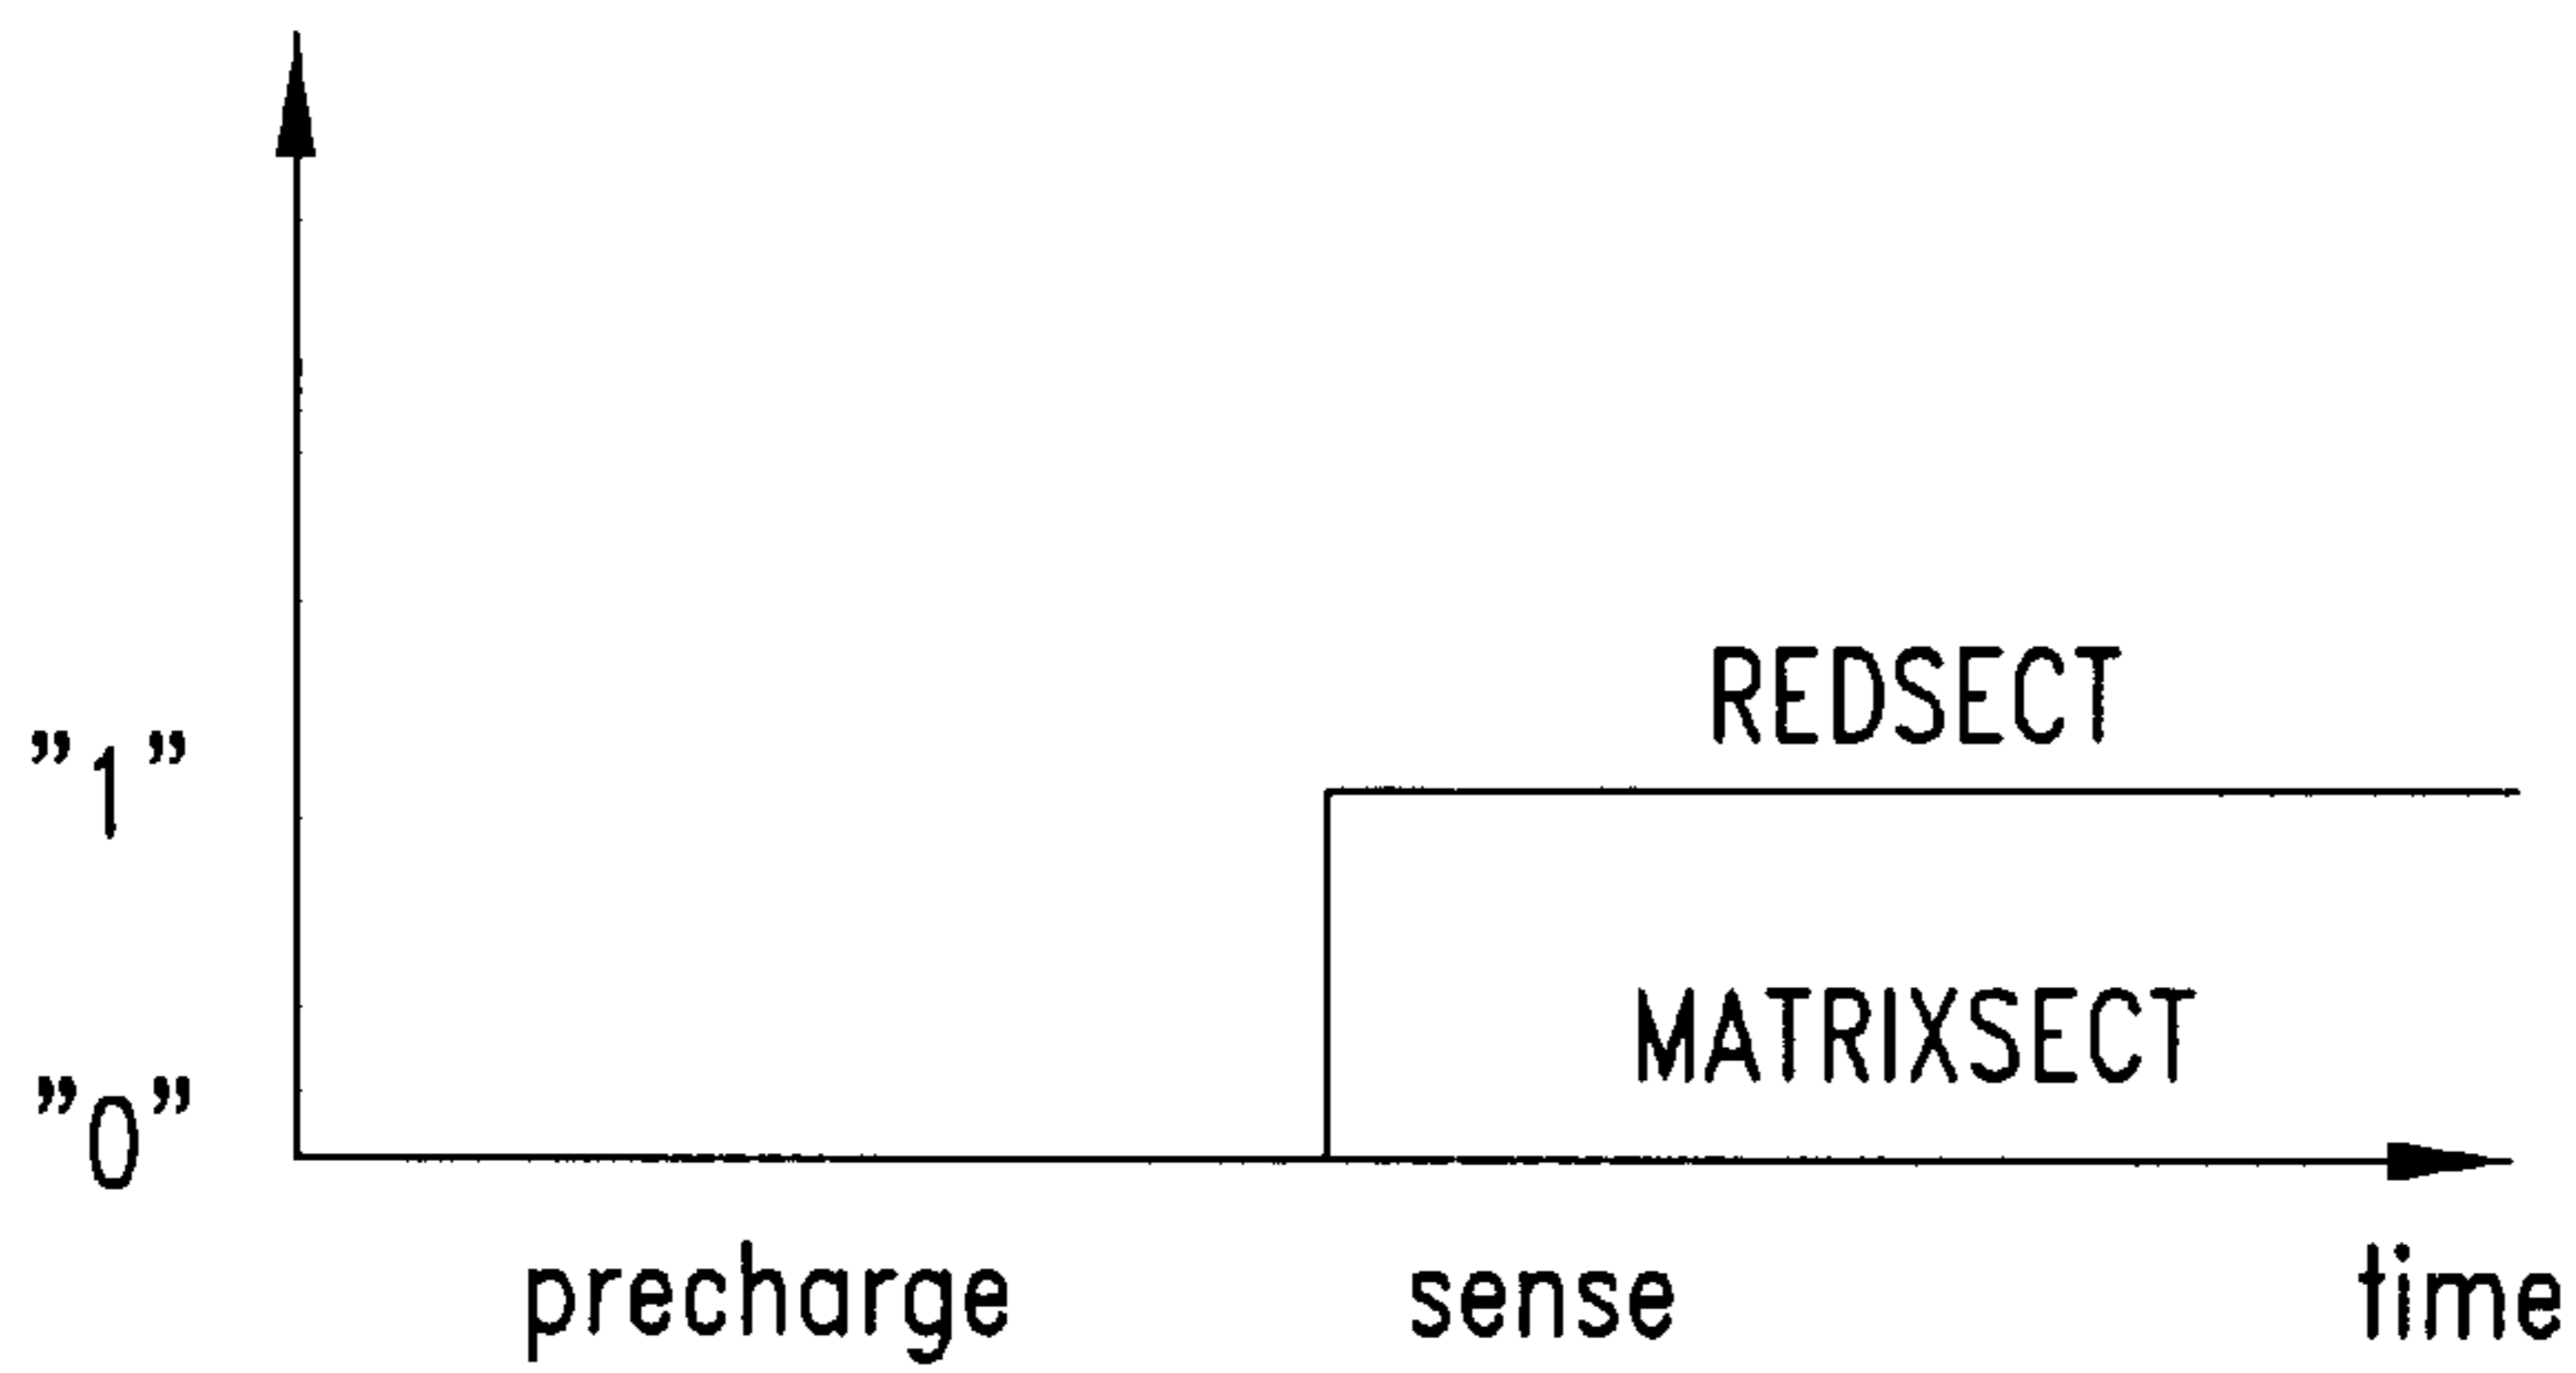 REDSECT
”1”
MATRIXSECT
”0”
precharge sense time